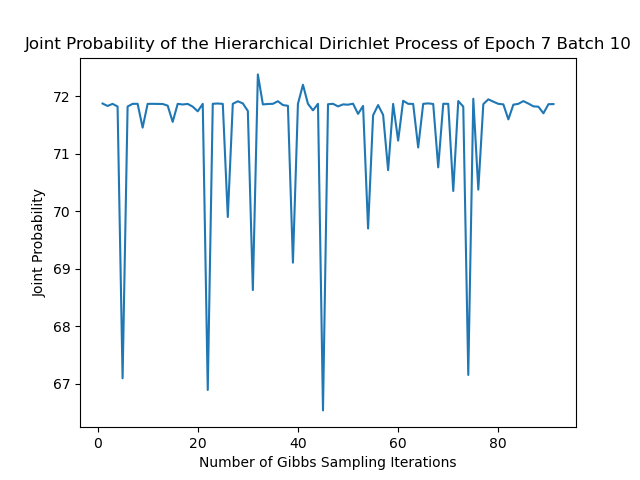 Joint Probability of the Hierarchical Dirichlet Process of Epoch 7 Batch 10
72
71
70
69
68
67
Joint Probability
0 20 40 60 80
Number of Gibbs Sampling Iterations